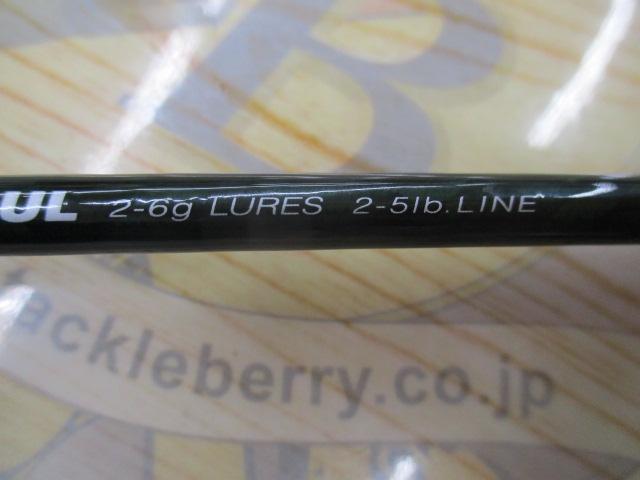 UL 2-6g LURES 2-5lb. LINE
ackleberry.co.jp